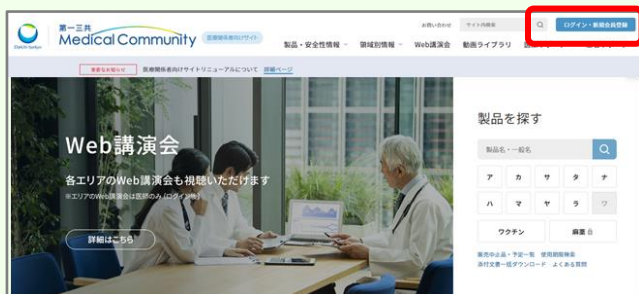 Daiichi-Sankyo
第一三共
Medical Community
医療関係者向けサイト
お問い合わせ
サイト内検索
ログイン・新規会員登録
製品・安全性情報
領域別情報
Web講演会
動画ライブラリ
重要なお知らせ
医療関係者向けサイトリニューアルについて 詳細ページ
Web講演会
各エリアのWeb講演会も視聴いただけます
※エリアのWeb講演会は医師のみ(ログイン後)
詳細はこちら
製品を探す
製品名・一般名
ア カ サ タ ナ
ハ マ ヤ ラ ワ
ワクチン
麻薬
販売中止品・予定一覧 使用期限検索
添付文書一括ダウンロード よくある質問